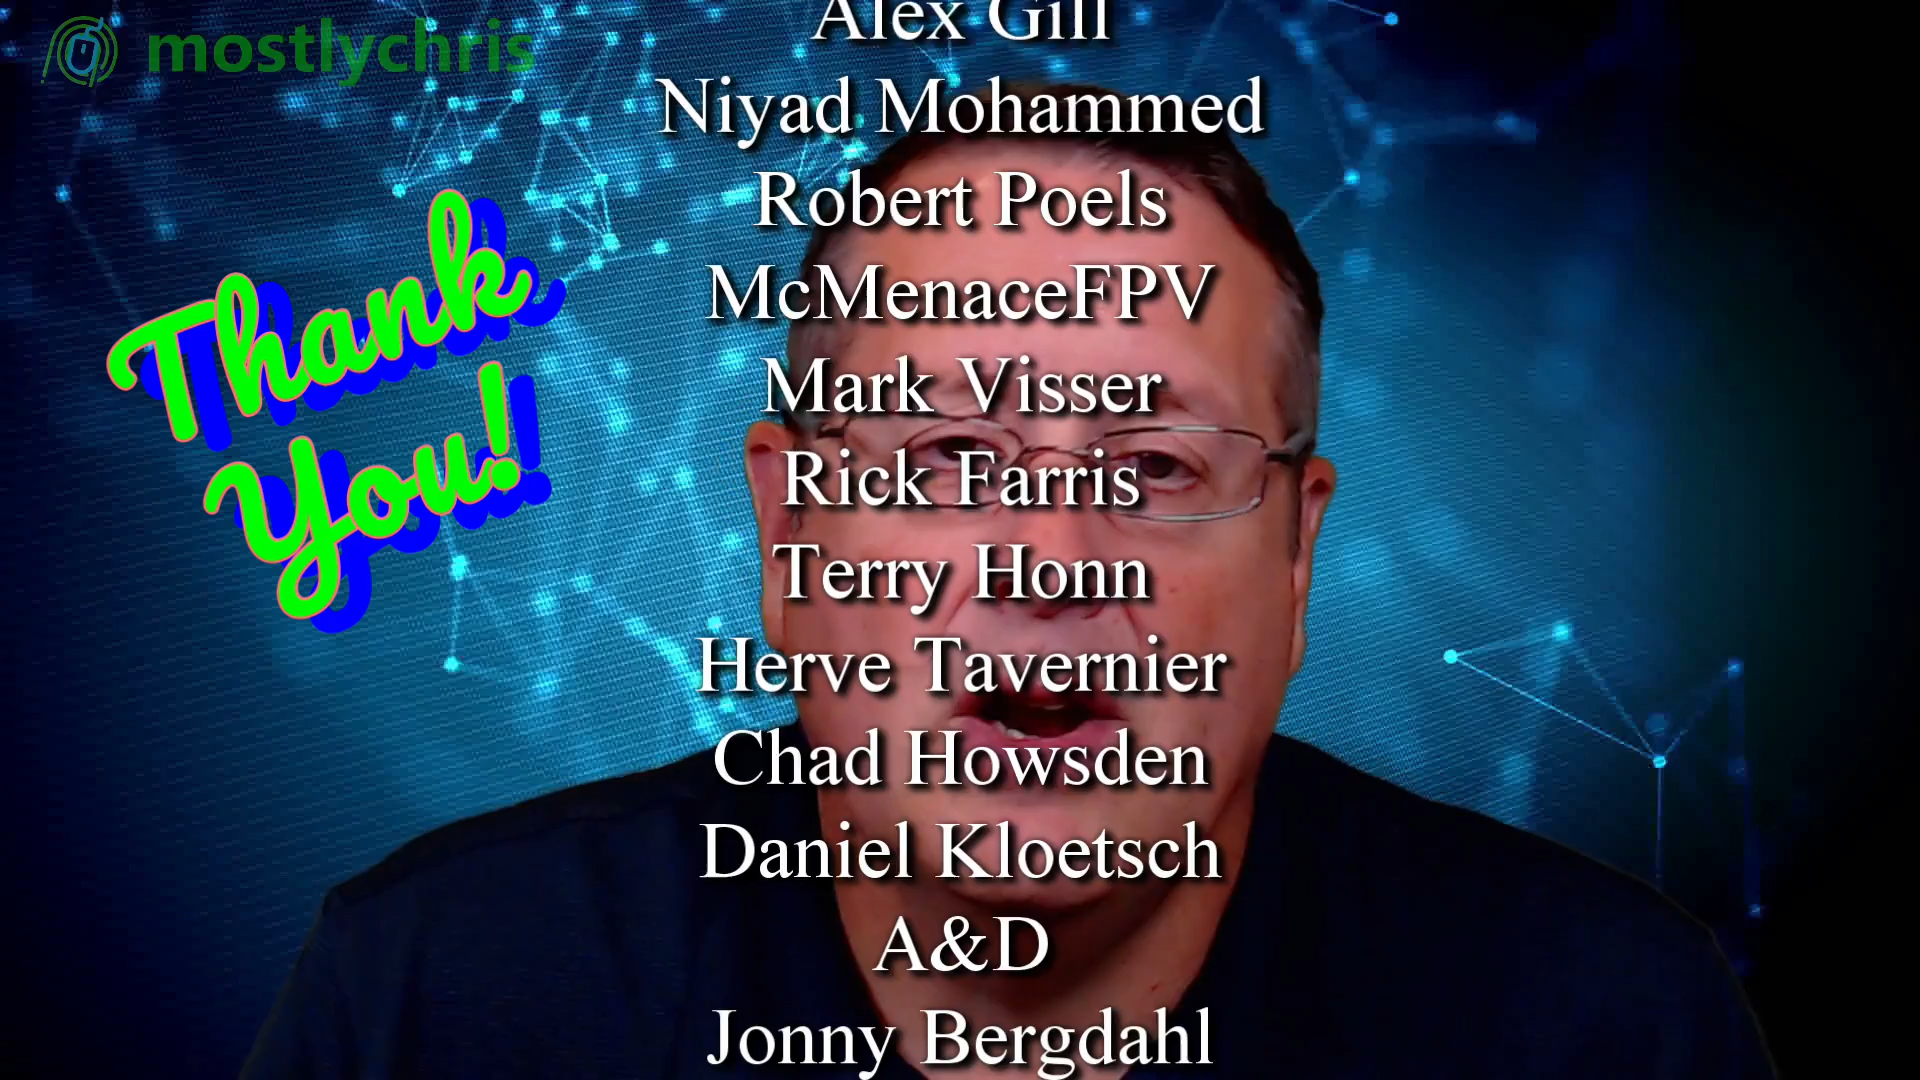 mostlychris
Thank
You!
Alex Gill
Niyad Mohammed
Robert Poels
McMenaceFPV
Mark Visser
Rick Farris
Terry Honn
Herve Tavernier
Chad Howsden
Daniel Kloetsch
A&D
Jonny Bergdahl